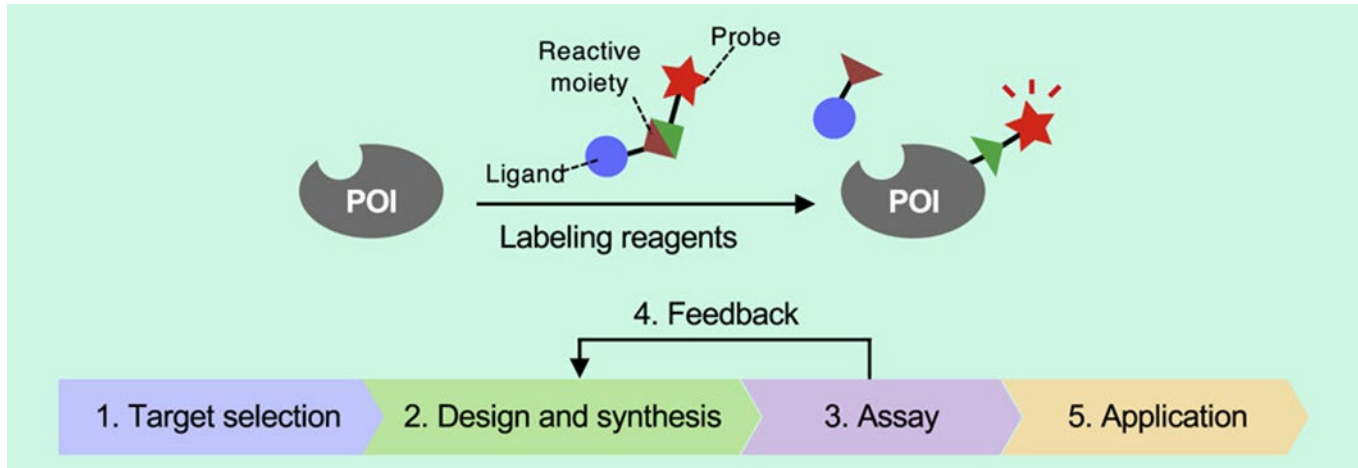 Probe
Reactive
moiety
Ligand
POI
POI
Labeling reagents
4. Feedback
1. Target selection
2. Design and synthesis
3. Assay
5. Application